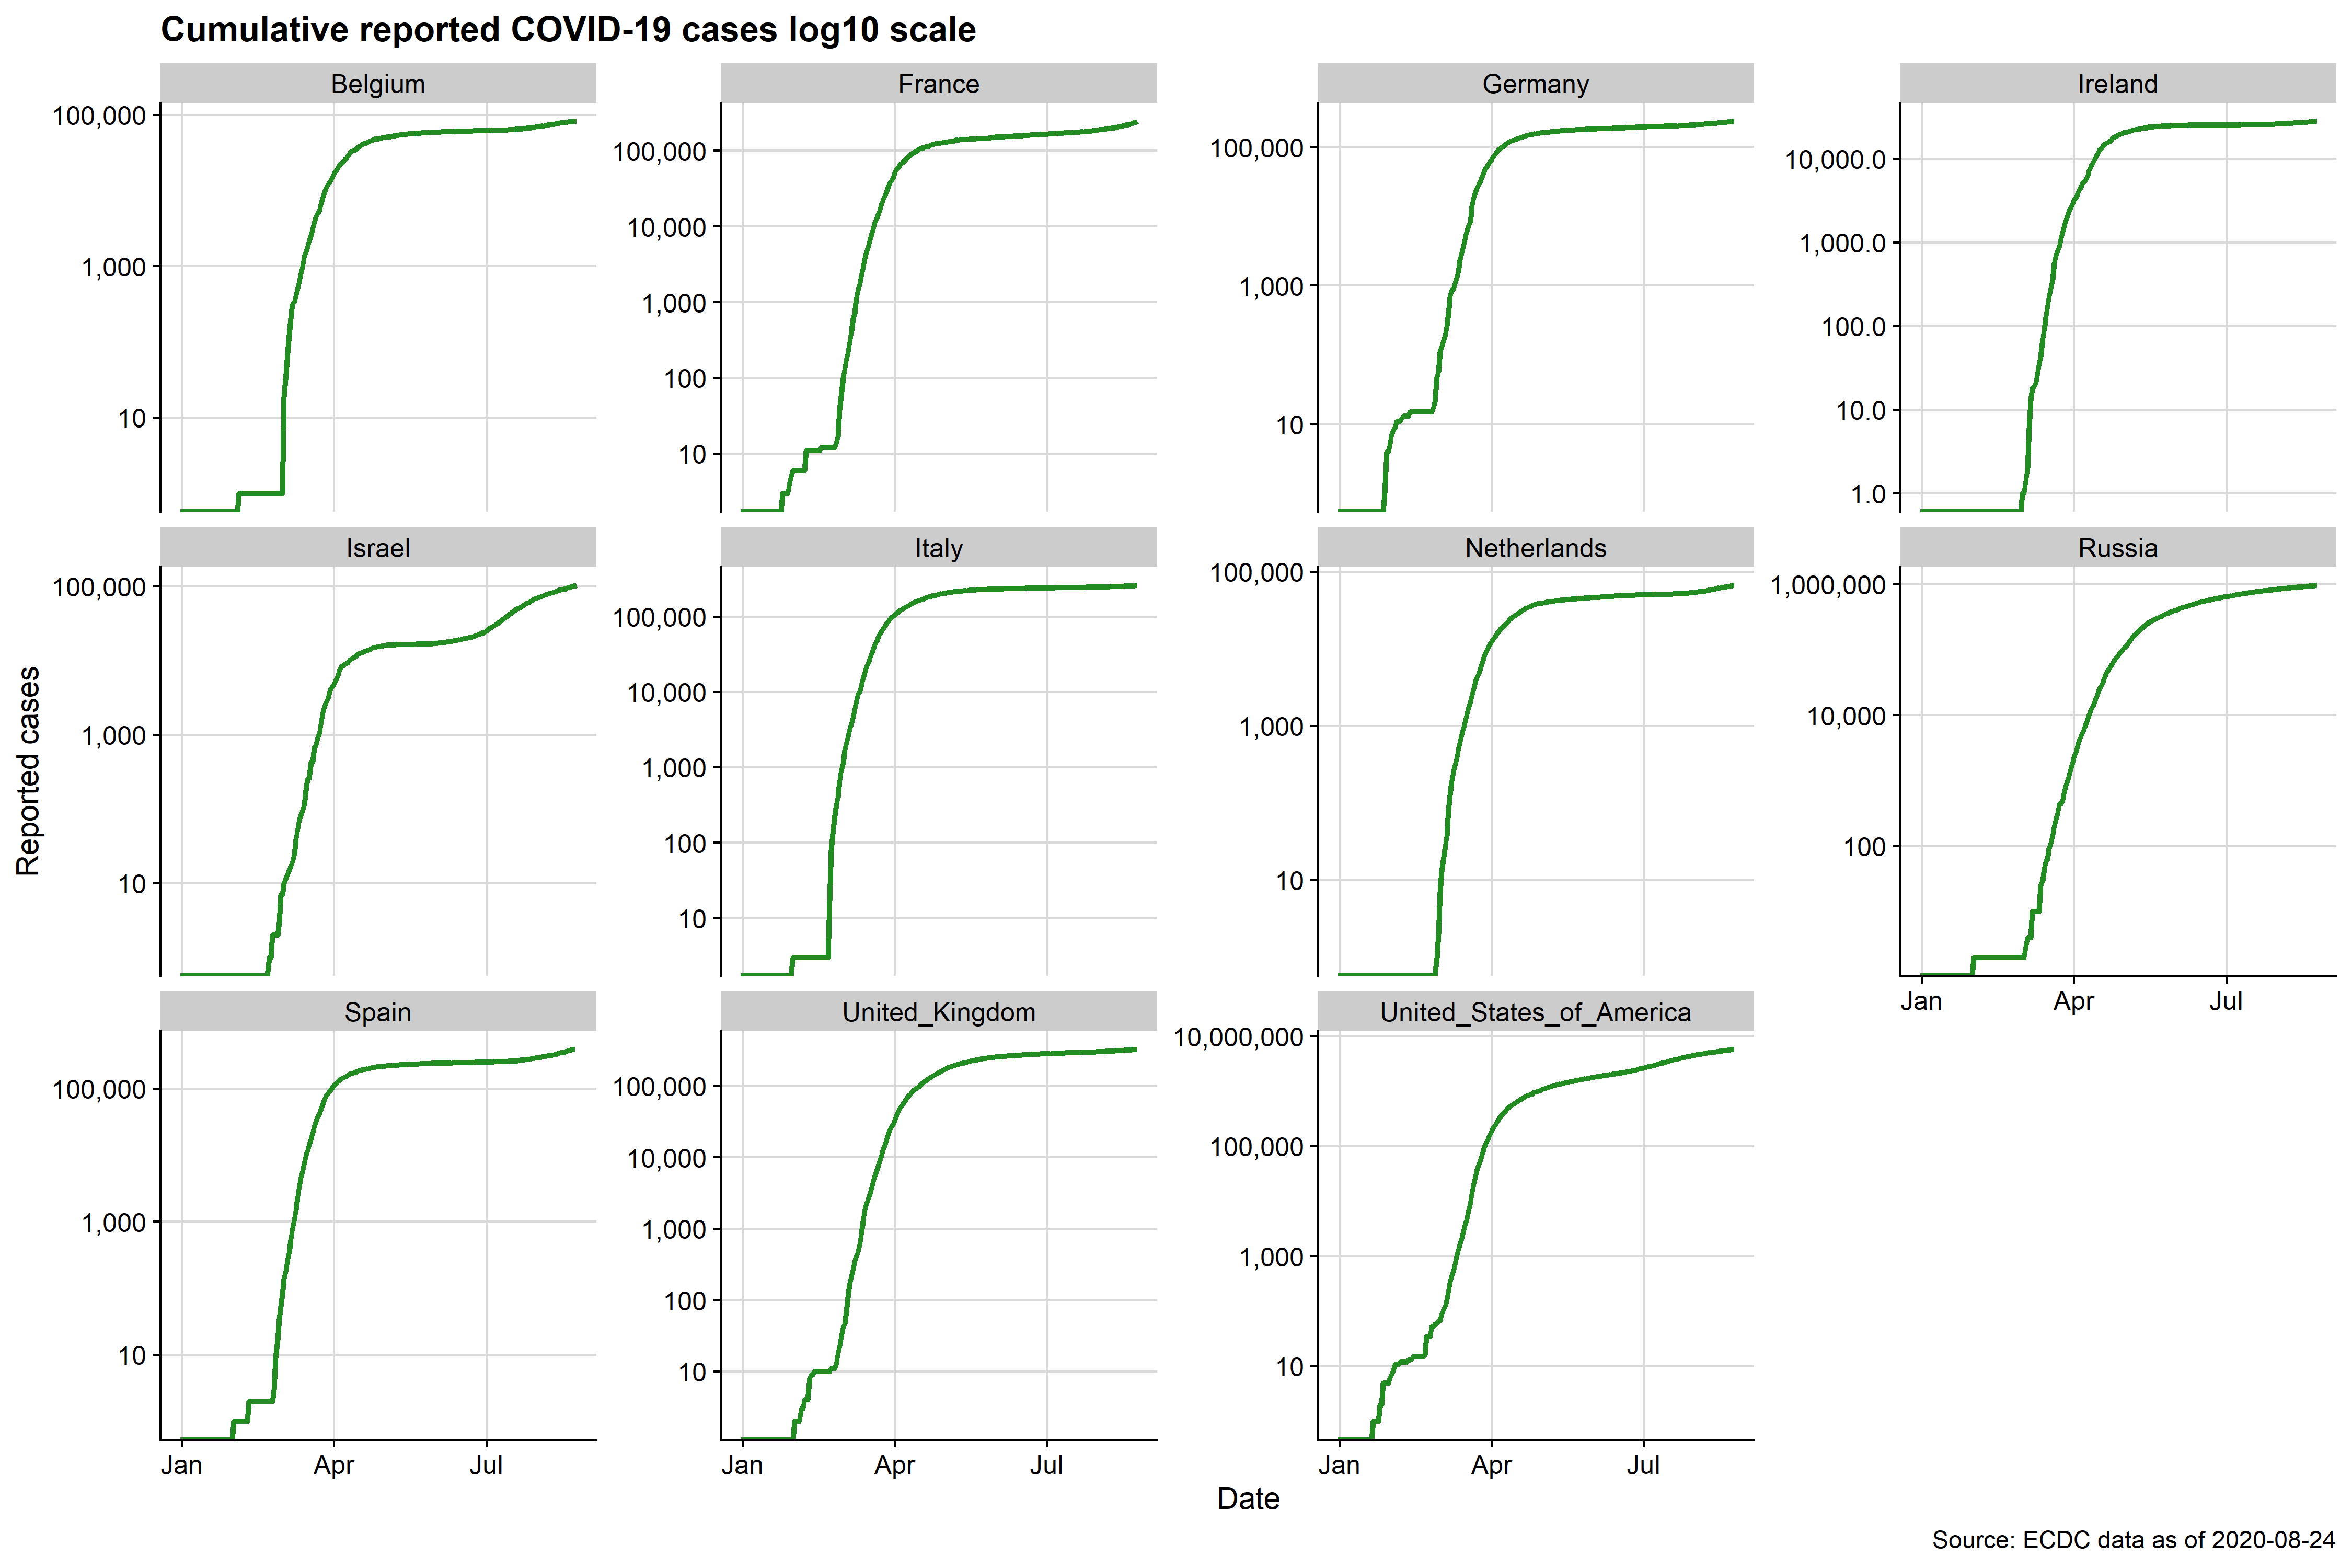 Cumulative reported COVID-19 cases log10 scale
Belgium
France
Germany
Ireland
100,000
1,000
10
100,000
10,000
1,000
100
10
100,000
1,000
10
10,000.0
1,000.0
100.0
10.0
1.0
Israel
Italy
Netherlands
Russia
100,000
1,000
10
100,000
10,000
1,000
100
10
100,000
1,000
10
1,000,000
10,000
100
Jan Apr Jul
Spain
United_Kingdom
United_States_of_America
100,000
1,000
10
100,000
10,000
1,000
100
10
10,000,000
100,000
1,000
10
Jan Apr Jul
Jan Apr Jul
Jan Apr Jul
Reported cases
Date
Source: ECDC data as of 2020-08-24